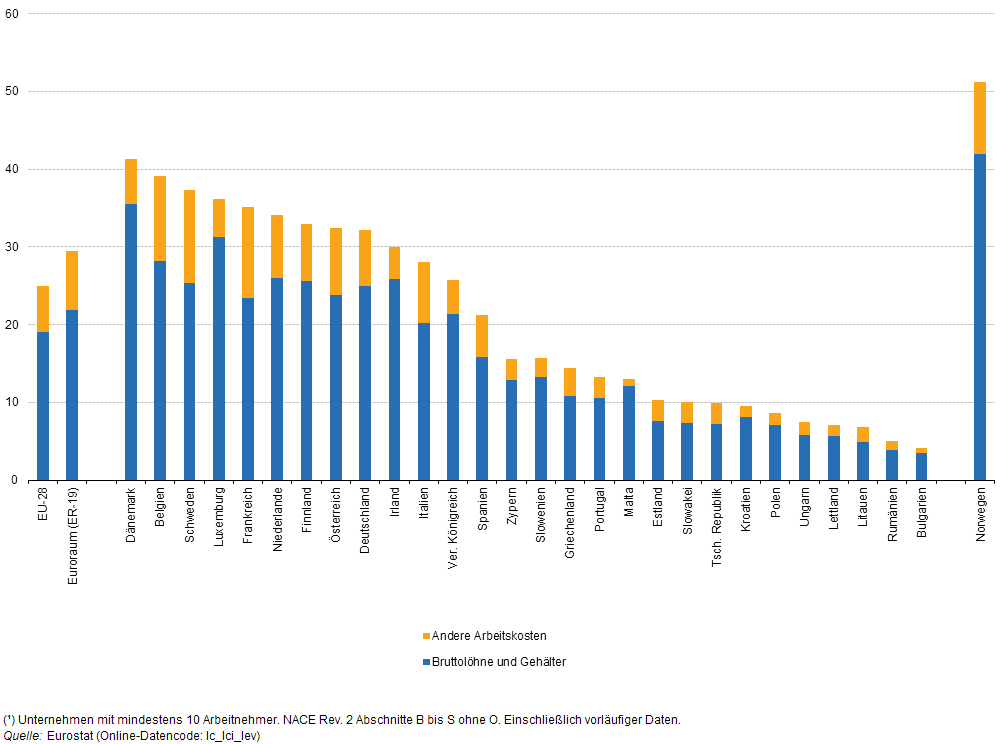 60
50
40
30
20
10
0
EU-28
Euroraum (ER-19)
Dänemark
Belgien
Schweden
Luxemburg
Frankreich
Niederlande
Finnland
Österreich
Deutschland
Irland
Italien
Ver. Königreich
Spanien
Zypern
Slowenien
Griechenland
Portugal
Malta
Estland
Slowakei
Tsch. Republik
Kroatien
Polen
Ungarn
Lettland
Litauen
Rumänien
Bulgarien
Norwegen
Andere Arbeitskosten
Bruttolöhne und Gehälter
(¹) Unternehmen mit mindestens 10 Arbeitnehmer. NACE Rev. 2 Abschnitte B bis S ohne O. Einschließlich vorläufiger Daten.
Quelle: Eurostat (Online-Datencode: lc_lci_lev)